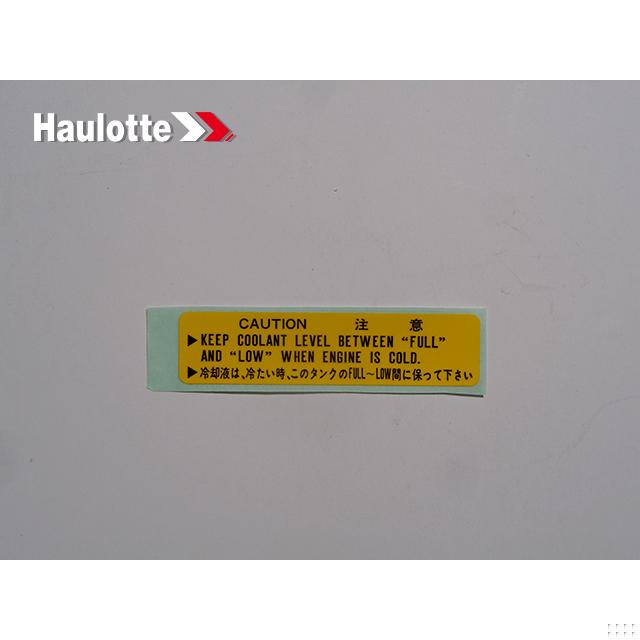 Haulotte
CAUTION 注 意
▶KEEP COOLANT LEVEL BETWEEN “FULL”
AND “LOW” WHEN ENGINE IS COLD.
▶冷却液は、冷たい時、このタンクのFULL〜LOW間に保って下さい